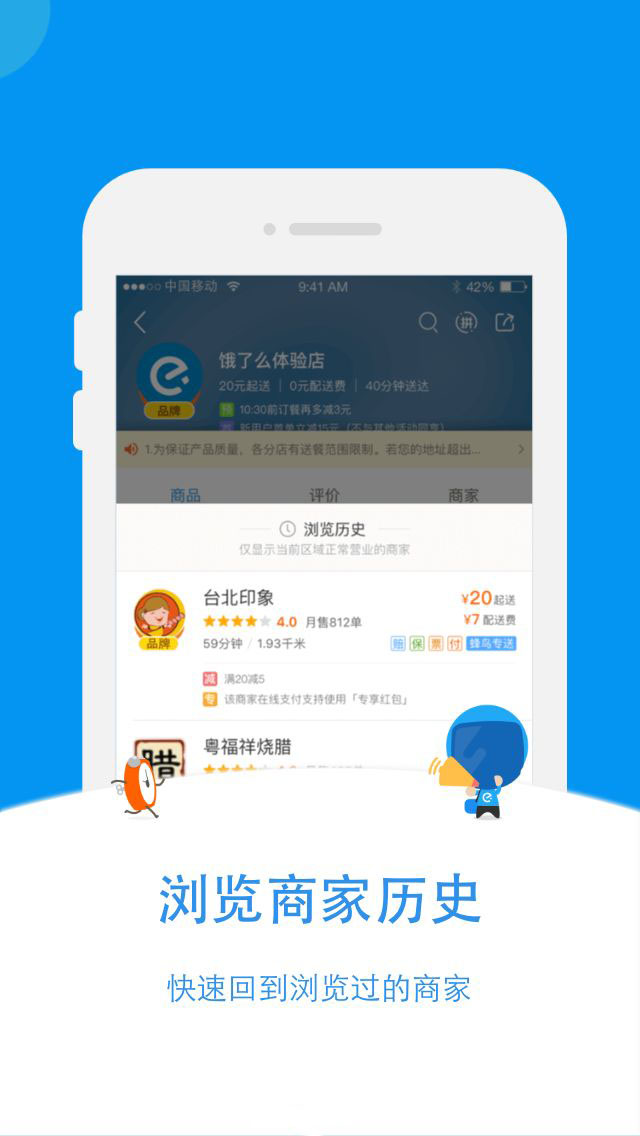 中国移动 9:41 AM 42%
拼
饿了么体验店
20元起送 | 0元配送费 | 40分钟送达
品牌
预 10:30前订餐再多减3元
新用户首单立减15元（不与其他活动同享）
1.为保证产品质量，各分店有送餐范围限制。若您的地址超出...
商品 评价 商家
浏览历史
仅显示当前区域正常营业的商家
台北印象 ¥20起送
4.0 月售812单 ¥7 配送费
品牌
59分钟 / 1.93千米 赔 保 票 付 蜂鸟专送
减 满20减5
专 该商家在线支付支持使用「专享红包」
腊 粤福祥烧腊
浏览商家历史
快速回到浏览过的商家